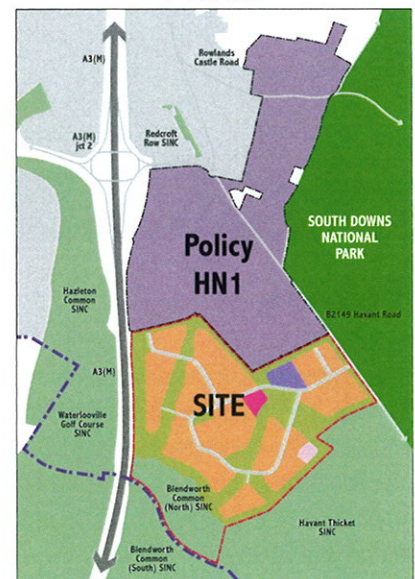 Rowlands
Castle Road
A3(M)
A3(M)
jct 2
Redcroft
Row SINC
SOUTH DOWNS
NATIONAL
PARK
Policy
HN1
Hazleton
Common
SINC
B2149 Havant Road
A3(M)
SITE
Waterlooville
Golf Course
SINC
Blendworth
Common
(North) SINC
Havant Thicket
SINC
Blendworth
Common
(South) SINC